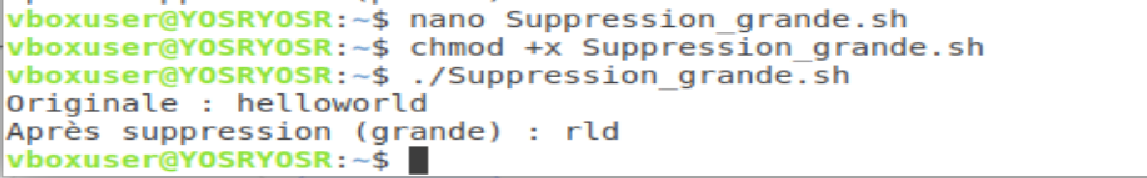 vboxuser@YOSRYOSR:~$ nano Suppression_grande.sh
vboxuser@YOSRYOSR:~$ chmod +x Suppression_grande.sh
vboxuser@YOSRYOSR:~$ ./Suppression_grande.sh
Originale : helloworld
Après suppression (grande) : rld
vboxuser@YOSRYOSR:~$